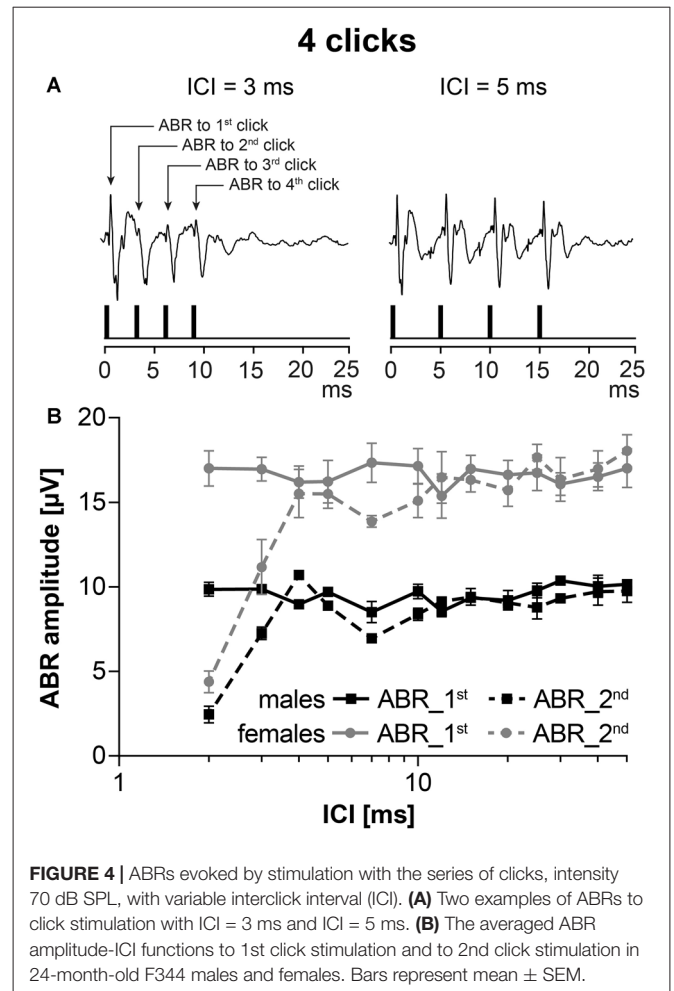 4 clicks
A
ICI = 3 ms
ICI = 5 ms
ABR to 1st click
ABR to 2nd click
ABR to 3rd click
ABR to 4th click
0 5 10 15 20 25
ms
0 5 10 15 20 25
ms
B
20
15
10
5
0
ABR amplitude [µV]
males ABR_1st ABR_2nd
females ABR_1st ABR_2nd
1 10
ICI [ms]
FIGURE 4 | ABRs evoked by stimulation with the series of clicks, intensity
70 dB SPL, with variable interclick interval (ICI). (A) Two examples of ABRs to
click stimulation with ICI = 3 ms and ICI = 5 ms. (B) The averaged ABR
amplitude-ICI functions to 1st click stimulation and to 2nd click stimulation in
24-month-old F344 males and females. Bars represent mean ± SEM.